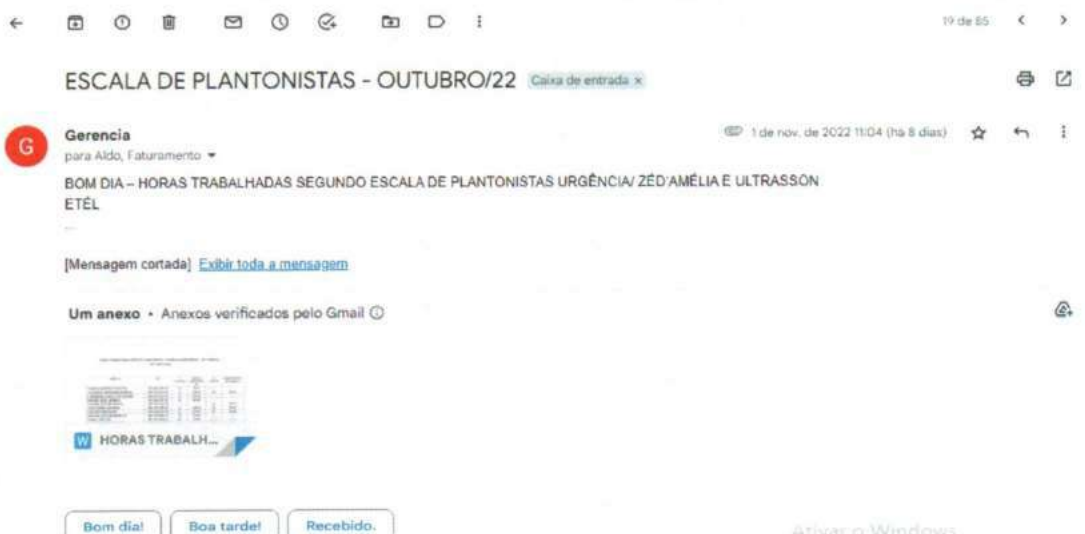 19 de 85
ESCALA DE PLANTONISTAS - OUTUBRO/22 Caixa de entrada x
G
Gerencia
1 de nov. de 2022 11:04 (há 8 dias)
para Aldo, Faturamento
BOM DIA – HORAS TRABALHADAS SEGUNDO ESCALA DE PLANTONISTAS URGÊNCIA/ ZÉD'AMÉLIA E ULTRASSON
ETÉL
...
[Mensagem cortada] Exibir toda a mensagem
Um anexo • Anexos verificados pelo Gmail
W HORAS TRABALH...
Bom dia! Boa tarde! Recebido.
Ativar o Windows